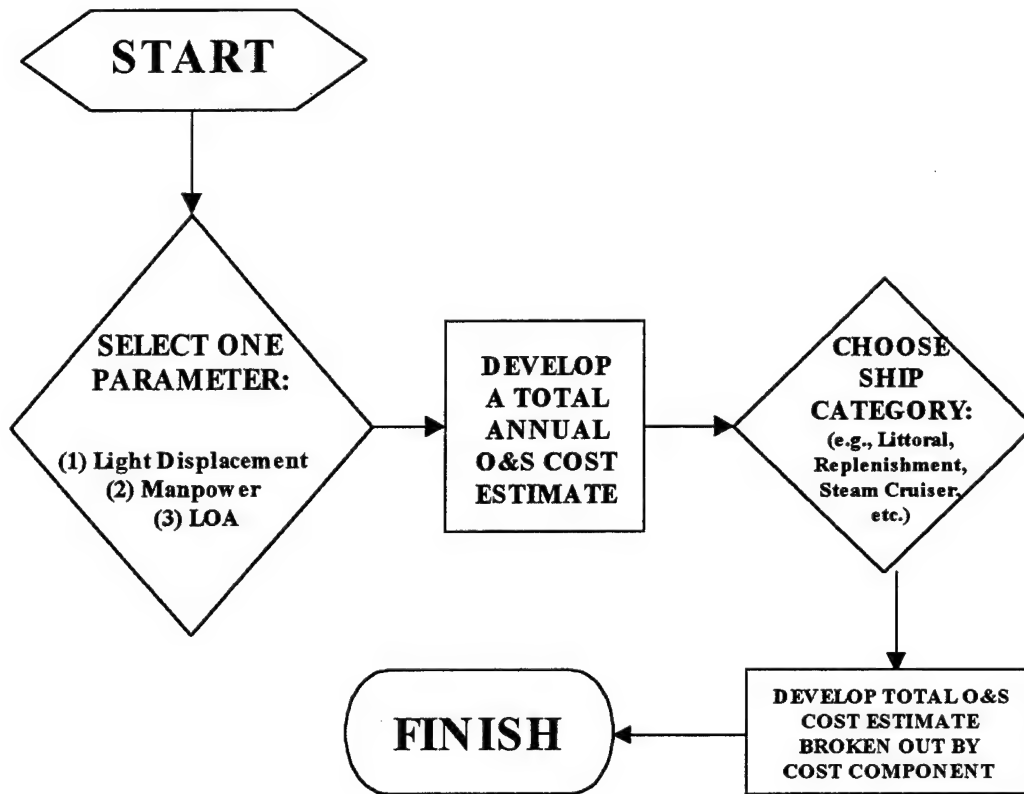 START
SELECT ONE
PARAMETER:
(1) Light Displacement
(2) Manpower
(3) LOA
DEVELOP
A TOTAL
ANNUAL
O&S COST
ESTIMATE
CHOOSE
SHIP
CATEGORY:
(e.g., Littoral,
Replenishment,
Steam Cruiser,
etc.)
DEVELOP TOTAL O&S
COST ESTIMATE
BROKEN OUT BY
COST COMPONENT
FINISH